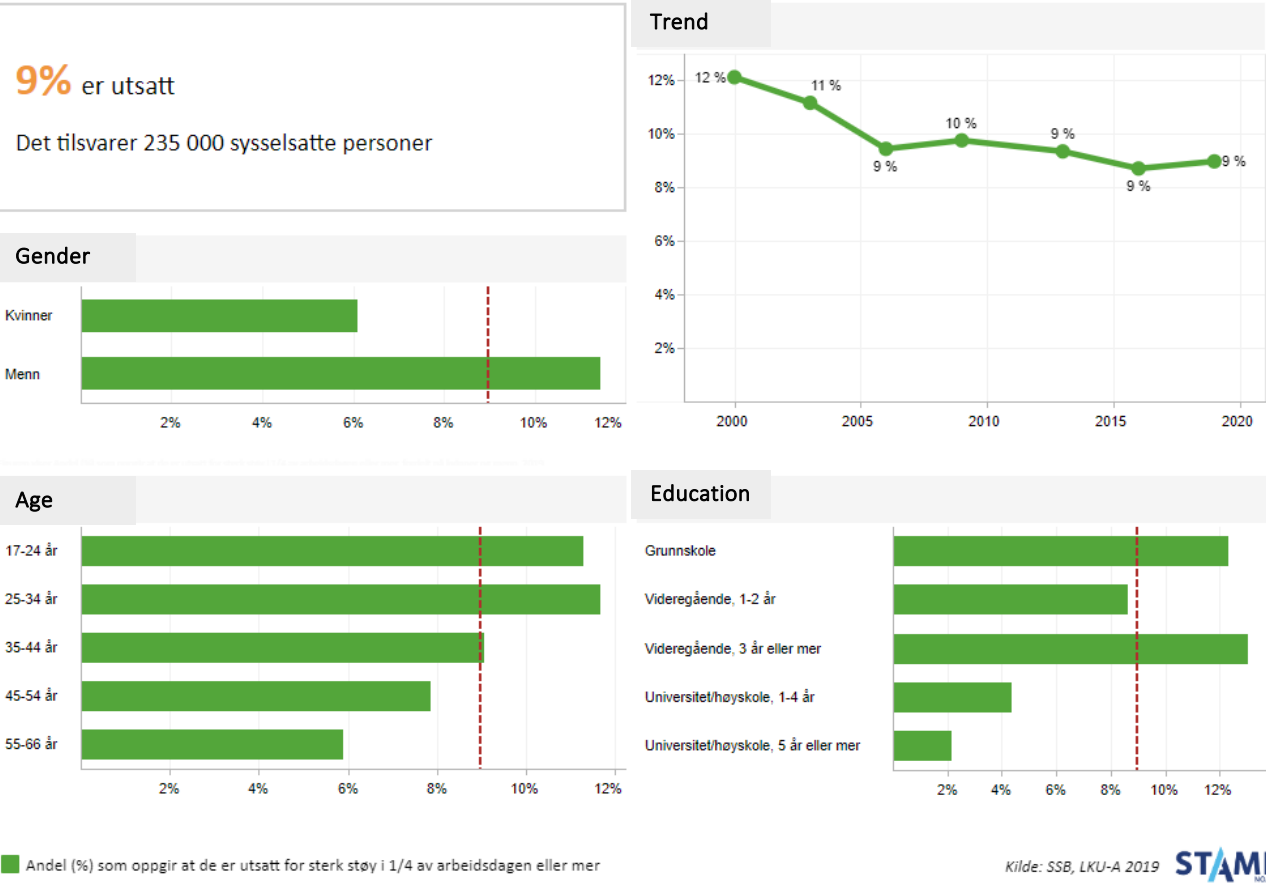 9% er utsatt
Det tilsvarer 235 000 sysselsatte personer
Trend
12%
10%
8%
6%
4%
2%
12 %
11 %
9 %
10 %
9 %
9 %
9 %
2000
2005
2010
2015
2020
Gender
Kvinner
Menn
2%
4%
6%
8%
10%
12%
Age
17-24 år
25-34 år
35-44 år
45-54 år
55-66 år
2%
4%
6%
8%
10%
12%
Education
Grunnskole
Videregående, 1-2 år
Videregående, 3 år eller mer
Universitet/høyskole, 1-4 år
Universitet/høyskole, 5 år eller mer
2%
4%
6%
8%
10%
12%
Andel (%) som oppgir at de er utsatt for sterk støy i 1/4 av arbeidsdagen eller mer
Kilde: SSB, LKU-A 2019